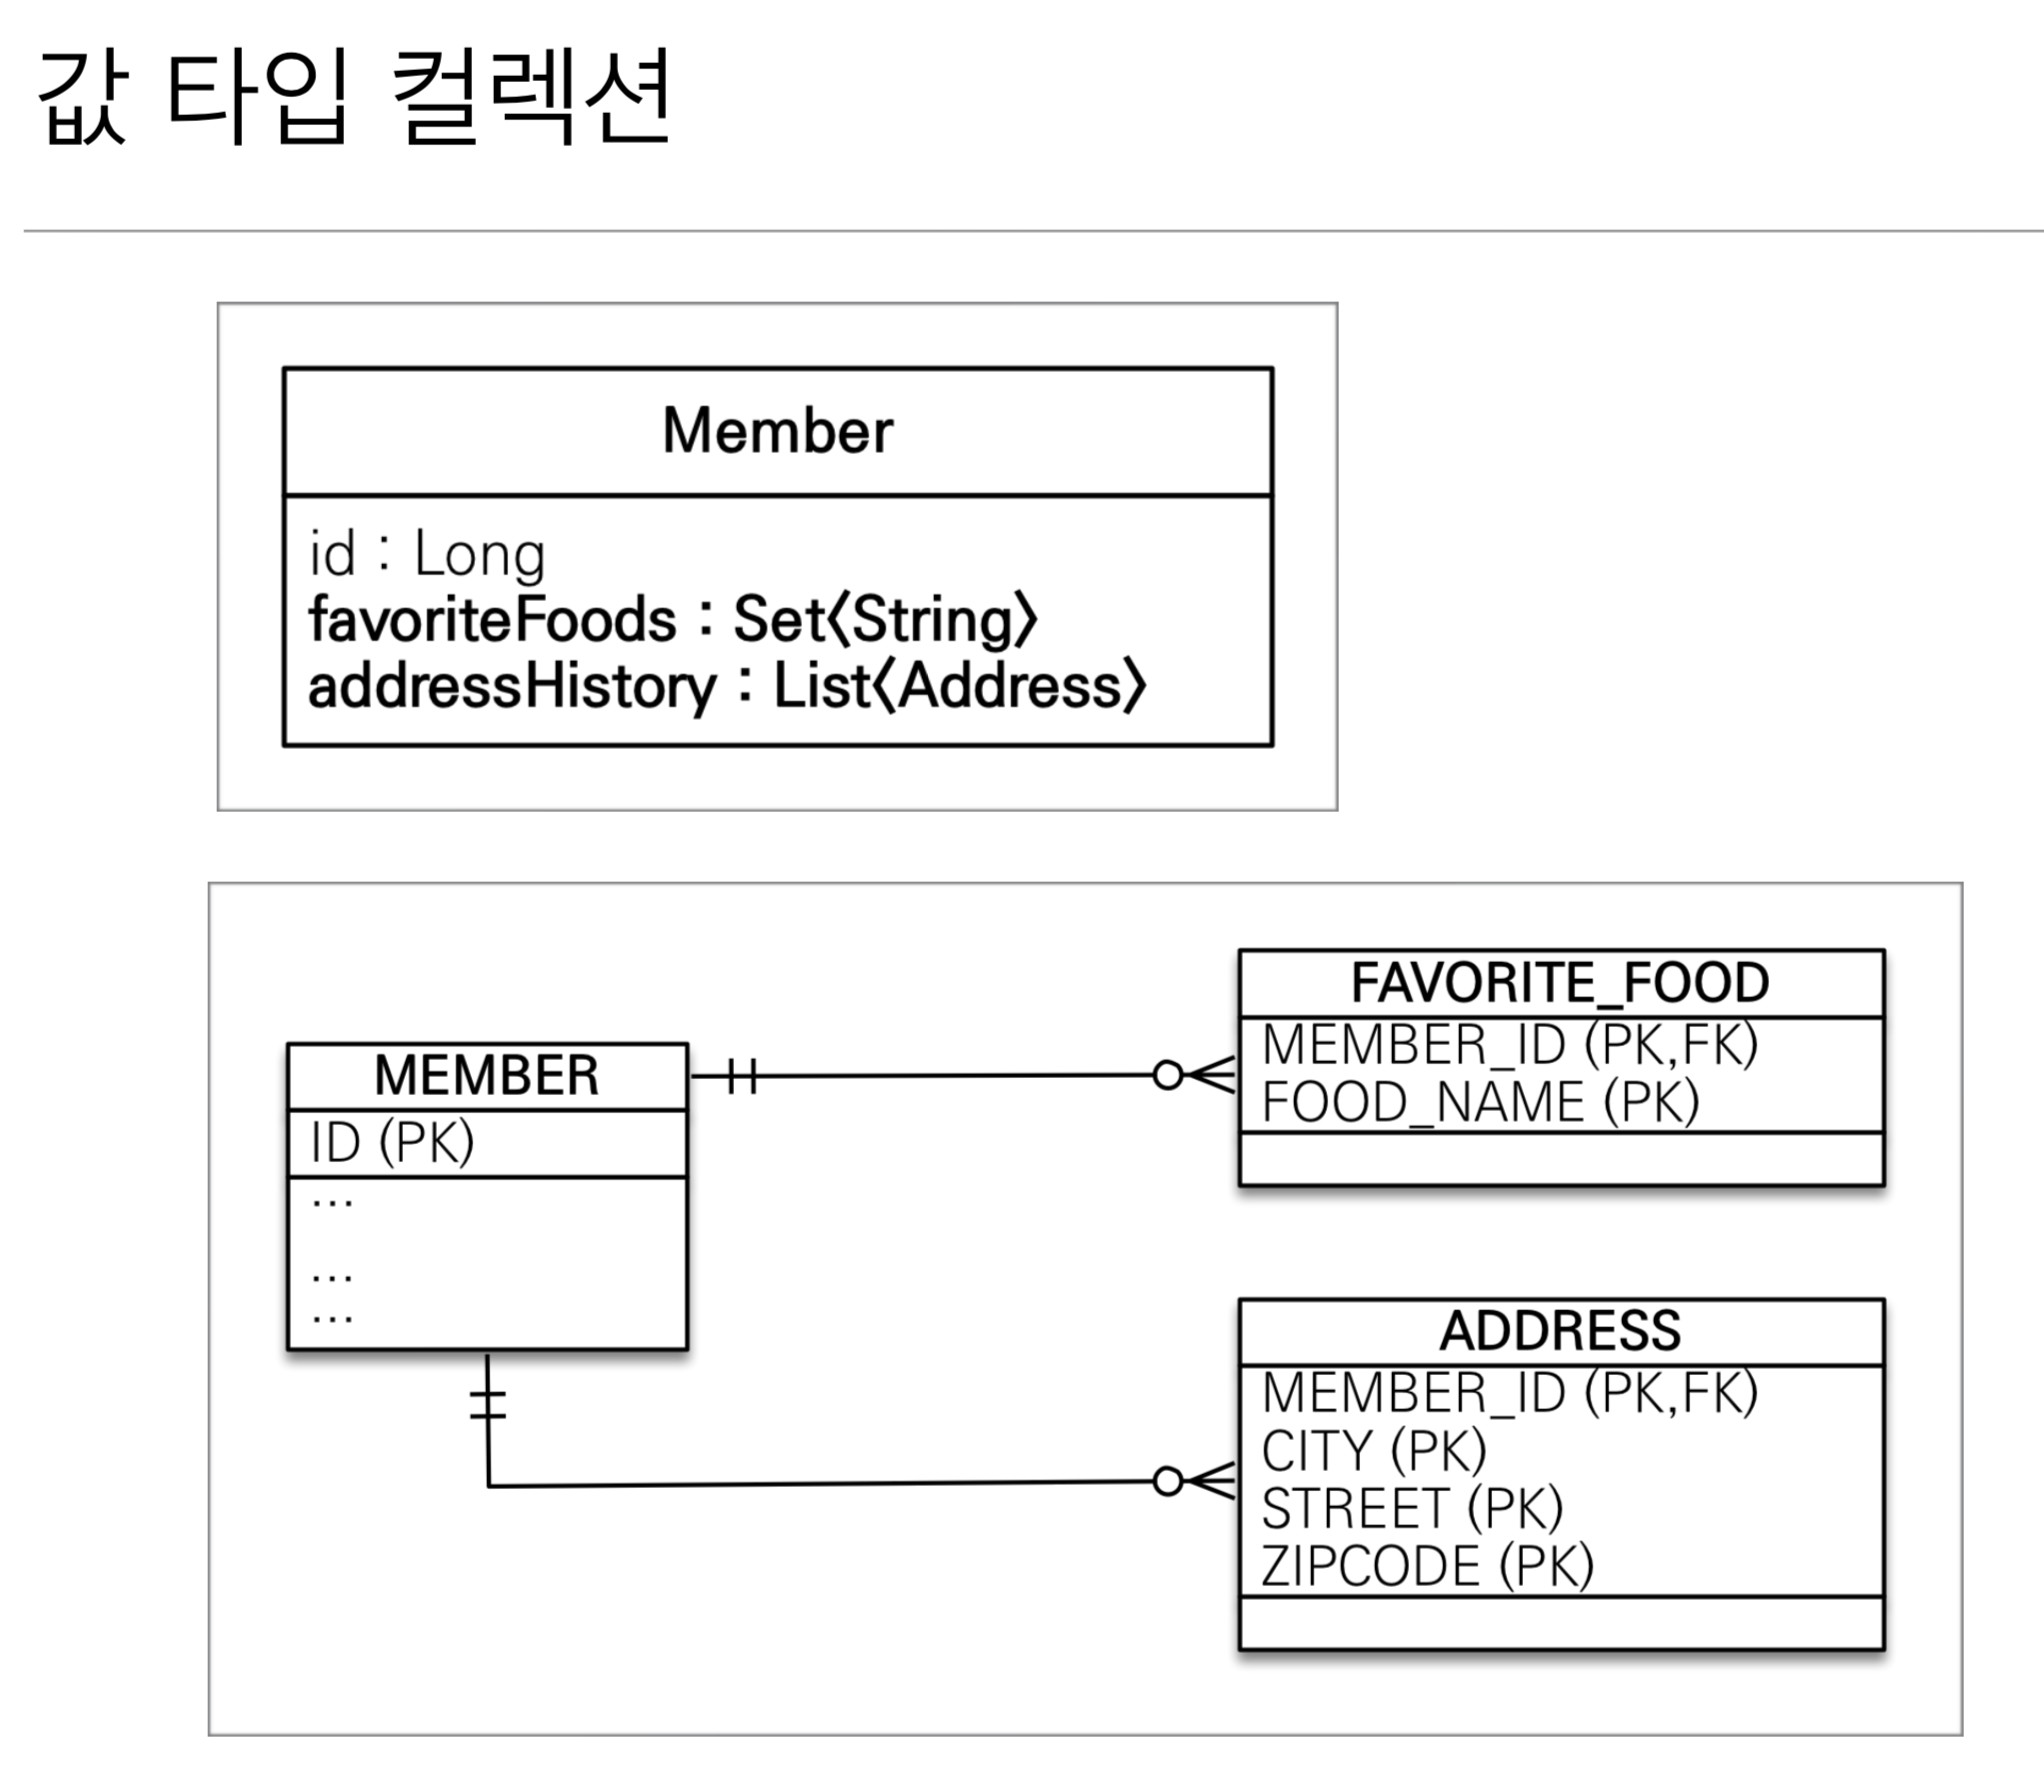 값 타입 컬렉션
Member
id : Long
favoriteFoods : Set<String>
addressHistory : List<Address>
MEMBER
ID (PK)
...
...
...
FAVORITE_FOOD
MEMBER_ID (PK,FK)
FOOD_NAME (PK)
ADDRESS
MEMBER_ID (PK,FK)
CITY (PK)
STREET (PK)
ZIPCODE (PK)